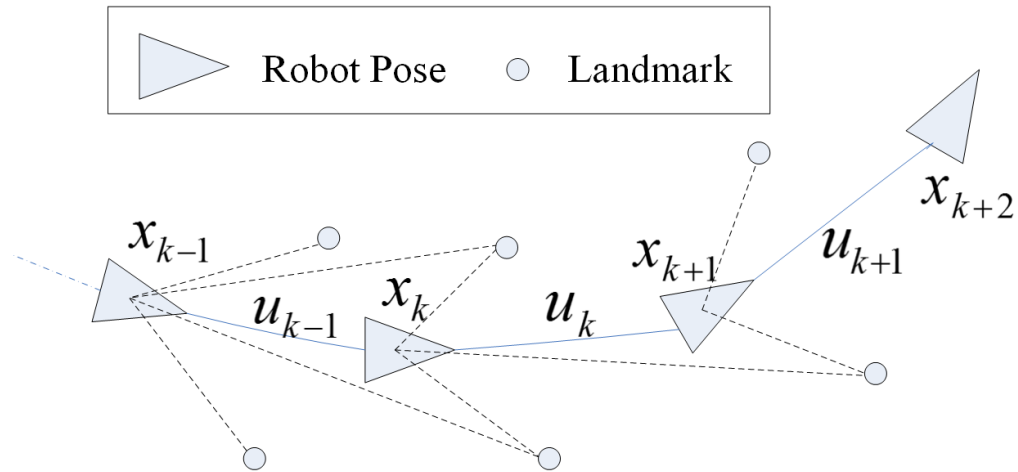 Robot Pose Landmark
x_{k-1}
u_{k-1}
x_k
u_k
x_{k+1}
u_{k+1}
x_{k+2}